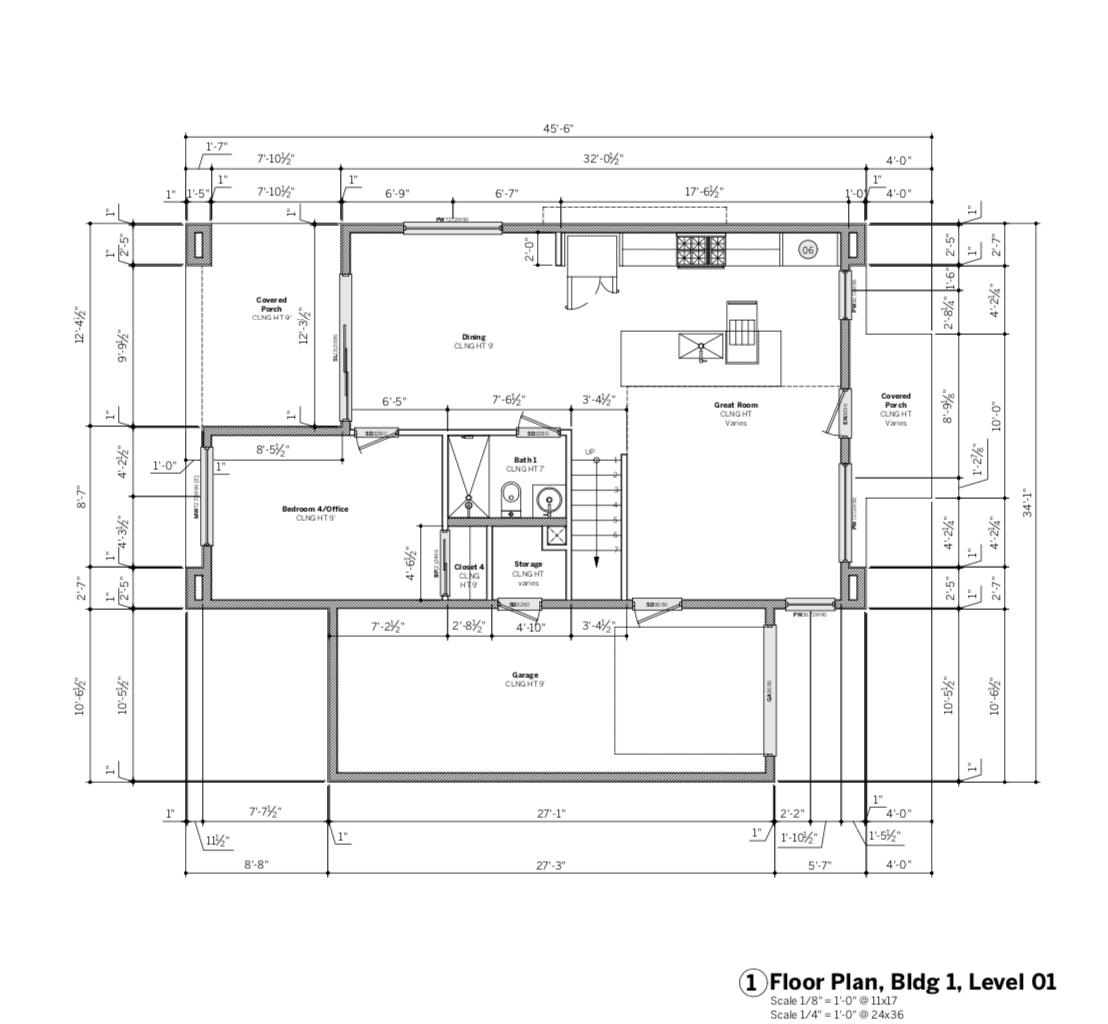 45'-6"
1'-7"
7'-10½"
32'-0½"
4'-0"
1"
1'-5"
1"
7'-10½"
1"
6'-9"
6'-7"
17'-6½"
1'-0"
1"
4'-0"
1"
1"
1"
2'-5"
1"
2'-0"
06
2'-5"
1"
2'-7"
1'-6"
12'-4½"
9'-9½"
Covered
Porch
CLNG HT 9'
12'-3½"
Dining
CLNG HT 9'
2'-8¼"
4'-2¼"
1"
1"
6'-5"
7'-6½"
3'-4½"
Great Room
CLNG HT
Varies
Covered
Porch
CLNG HT
Varies
8'-9⅛"
10'-0"
SD
SD
8'-5½"
UP
1'-0"
1"
4'-2½"
8'-7"
4'-3½"
Bath 1
CLNG HT 7'
1
2
3
4
5
6
7
1'-2⅞"
34'-1"
Bedroom 4/Office
CLNG HT 9'
4'-6½"
Closet 4
CLNG
HT 9'
Storage
CLNG HT
varies
4'-2¼"
4'-2¼"
1"
2'-7"
2'-5"
1"
SD
SD
2'-5"
1"
2'-7"
7'-2½"
2'-8½"
4'-10"
3'-4½"
Garage
CLNG HT 9'
10'-6½"
10'-5½"
1"
10'-5½"
10'-6½"
1"
1"
7'-7½"
27'-1"
2'-2"
1"
4'-0"
11½"
1"
1"
1'-10½"
1'-5½"
8'-8"
27'-3"
5'-7"
4'-0"
1 Floor Plan, Bldg 1, Level 01
Scale 1/8" = 1'-0" @ 11x17
Scale 1/4" = 1'-0" @ 24x36